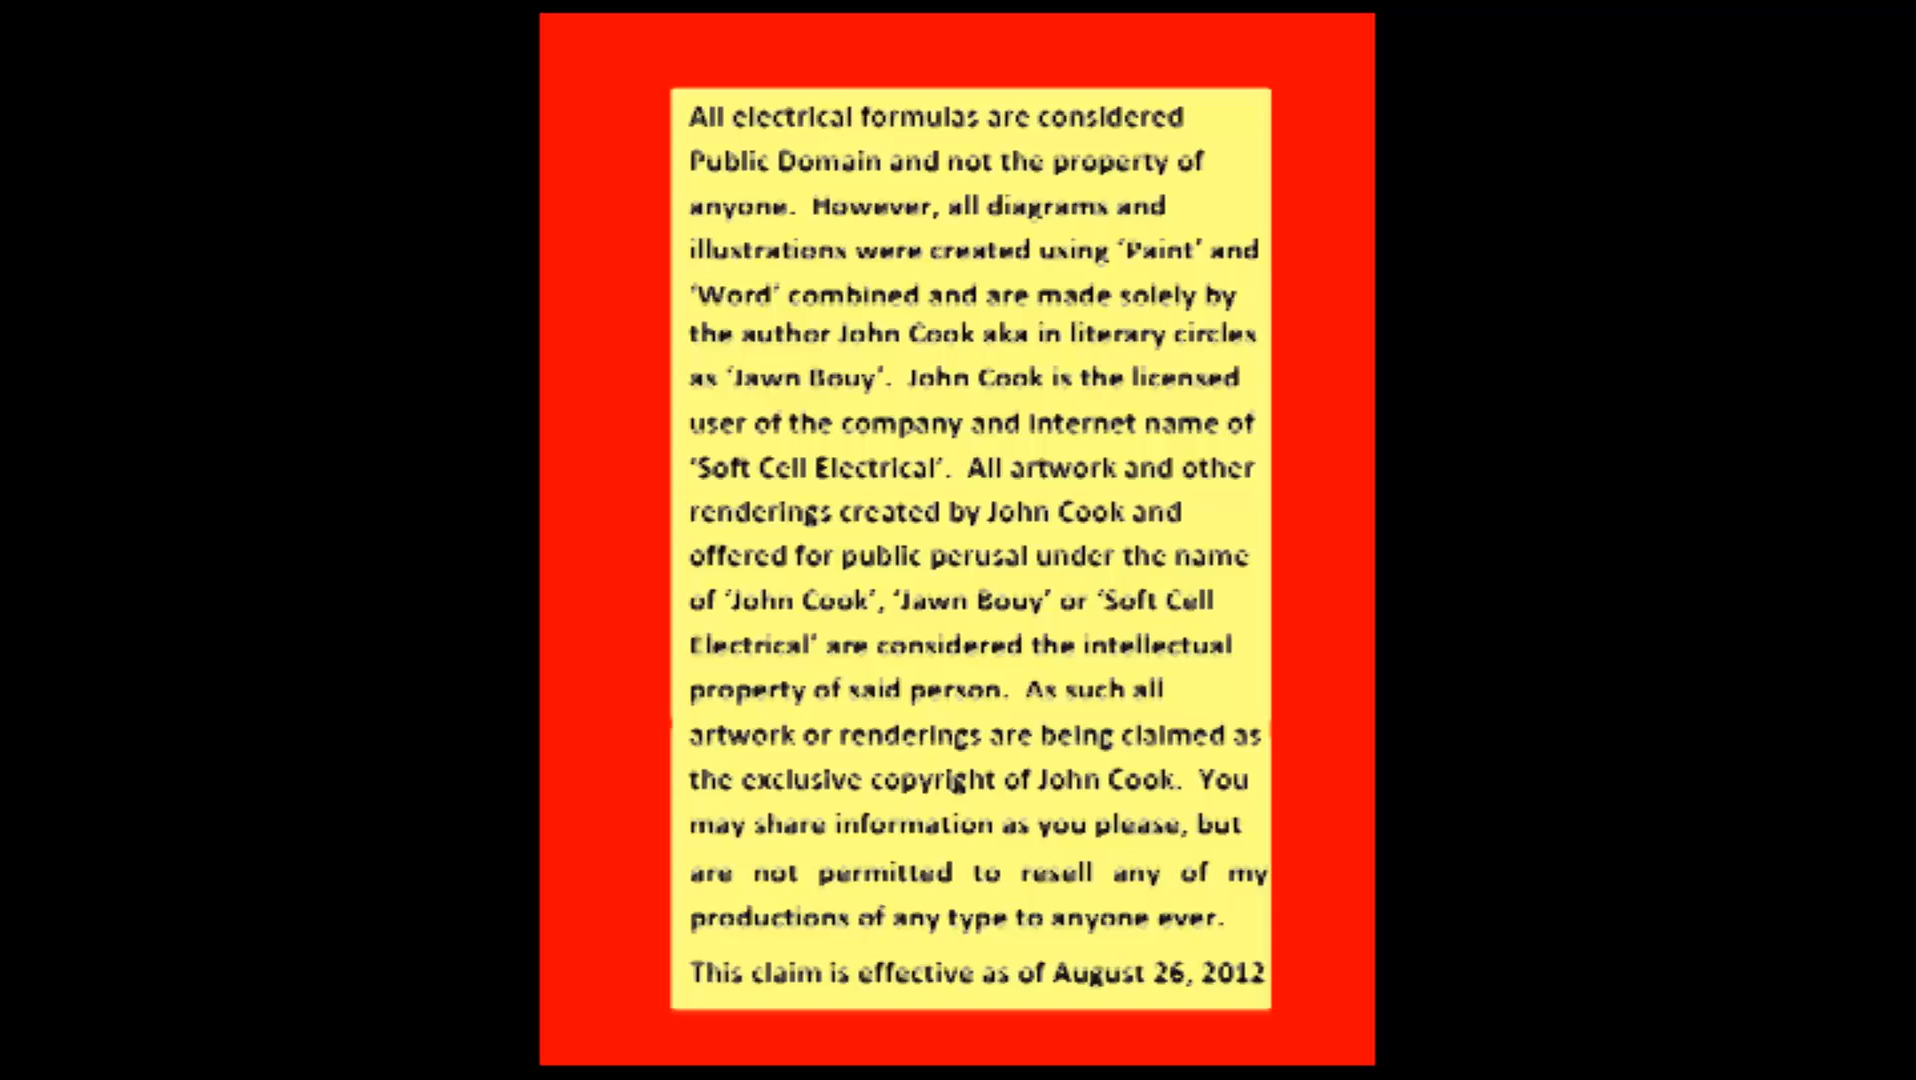 All electrical formulas are considered
Public Domain and not the property of
anyone.  However, all diagrams and
illustrations were created using ‘Paint’ and
‘Word’ combined and are made solely by
the author John Cook aka in literary circles
as ‘Jawn Bouy’.  John Cook is the licensed
user of the company and Internet name of
‘Soft Cell Electrical’.  All artwork and other
renderings created by John Cook and
offered for public perusal under the name
of ‘John Cook’, ‘Jawn Bouy’ or ‘Soft Cell
Electrical’ are considered the intellectual
property of said person.  As such all
artwork or renderings are being claimed as
the exclusive copyright of John Cook.  You
may share information as you please, but
are not permitted to resell any of my
productions of any type to anyone ever.
This claim is effective as of August 26, 2012